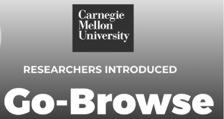 Carnegie
Mellon
University
RESEARCHERS INTRODUCED
Go-Browse